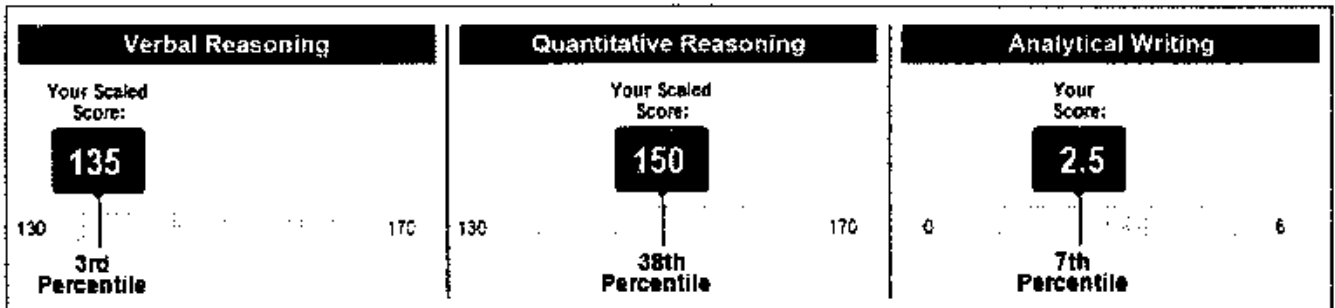 Verbal Reasoning
Your Scaled
Score:
135
130
170
3rd
Percentile
Quantitative Reasoning
Your Scaled
Score:
150
130
170
38th
Percentile
Analytical Writing
Your
Score:
2.5
0
6
7th
Percentile